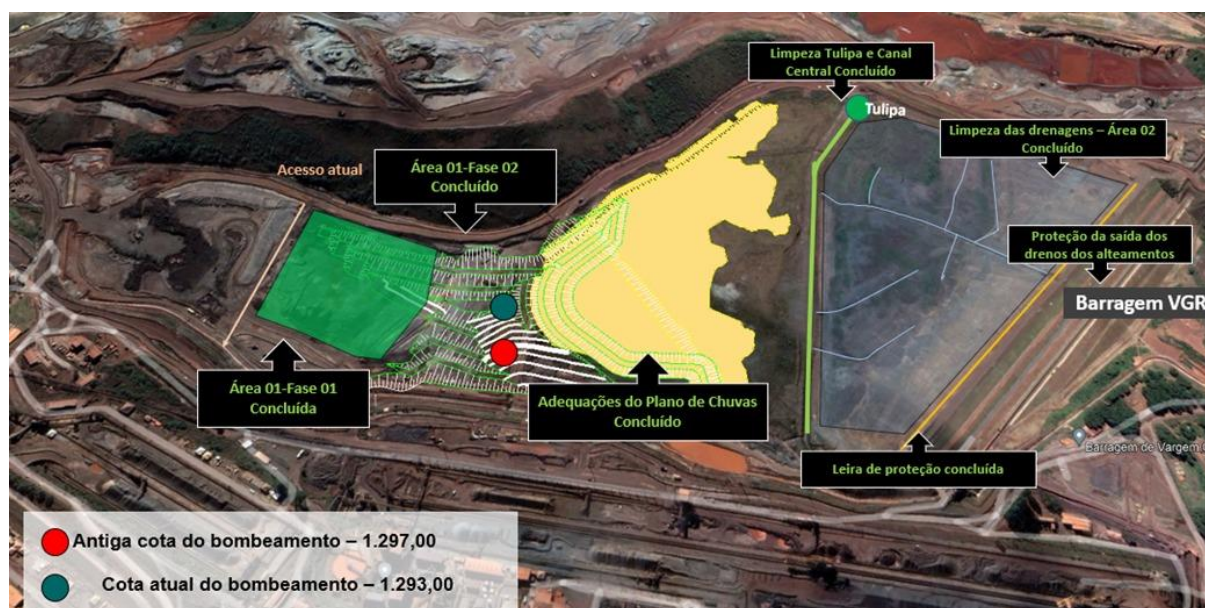 Limpeza Tulipa e Canal
Central Concluído
Tulipa
Limpeza das drenagens – Área 02
Concluído
Área 01-Fase 02
Concluído
Acesso atual
Proteção da saída dos
drenos dos alteamentos
Barragem VGR
Área 01-Fase 01
Concluída
Adequações do Plano de Chuvas
Concluído
Barragem de Vargem
Leira de proteção concluída
Antiga cota do bombeamento – 1.297,00
Cota atual do bombeamento – 1.293,00